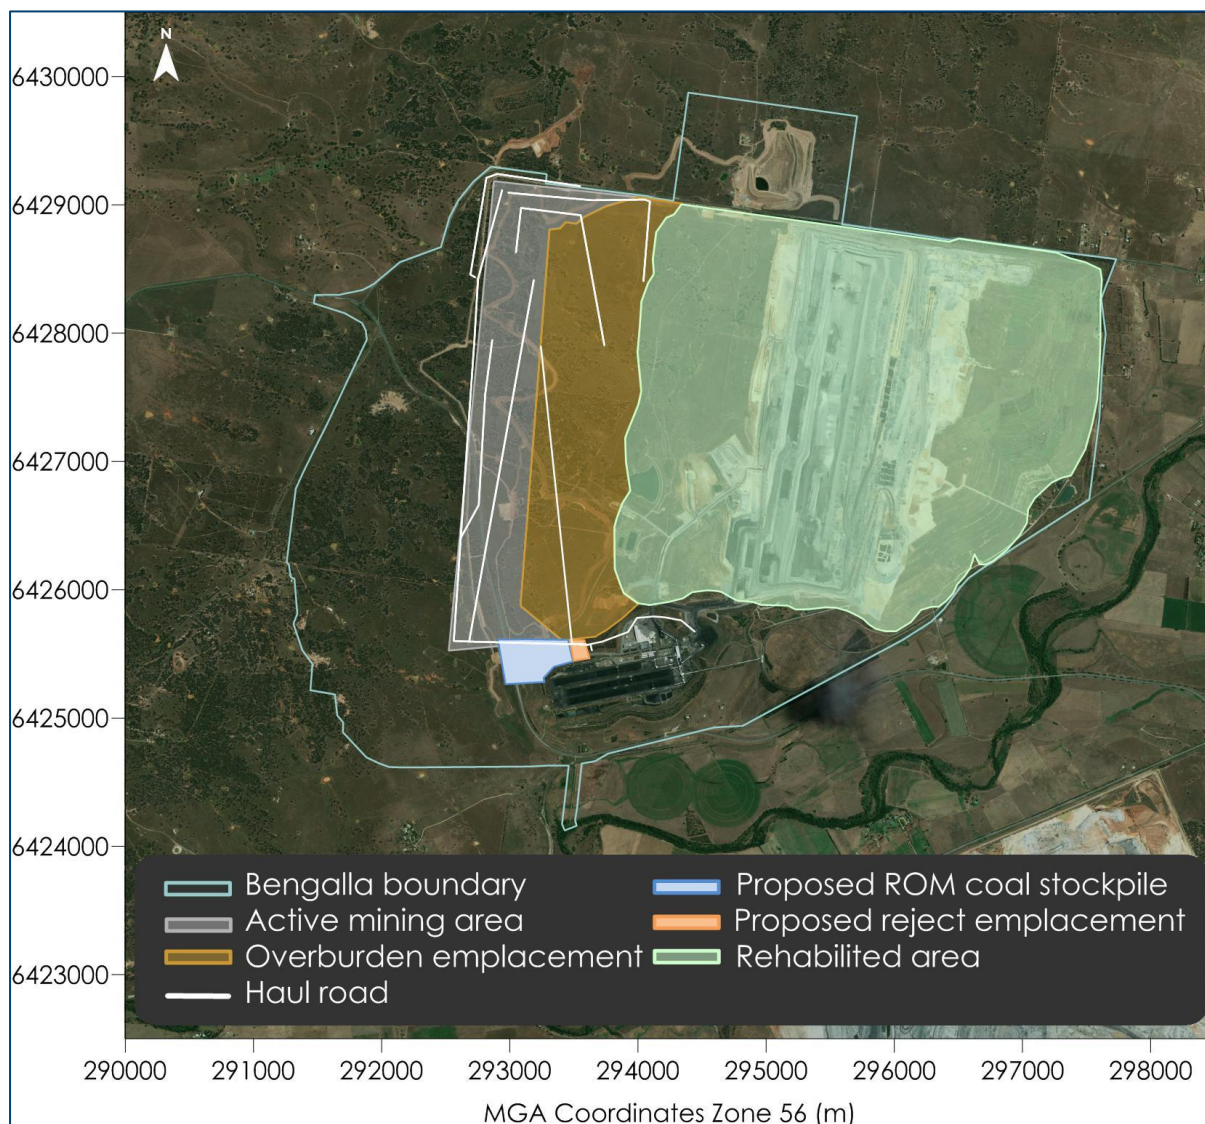 N
6430000
6429000
6428000
6427000
6426000
6425000
6424000
6423000
Bengalla boundary
Active mining area
Overburden emplacement
Haul road
Proposed ROM coal stockpile
Proposed reject emplacement
Rehabilited area
290000 291000 292000 293000 294000 295000 296000 297000 298000
MGA Coordinates Zone 56 (m)